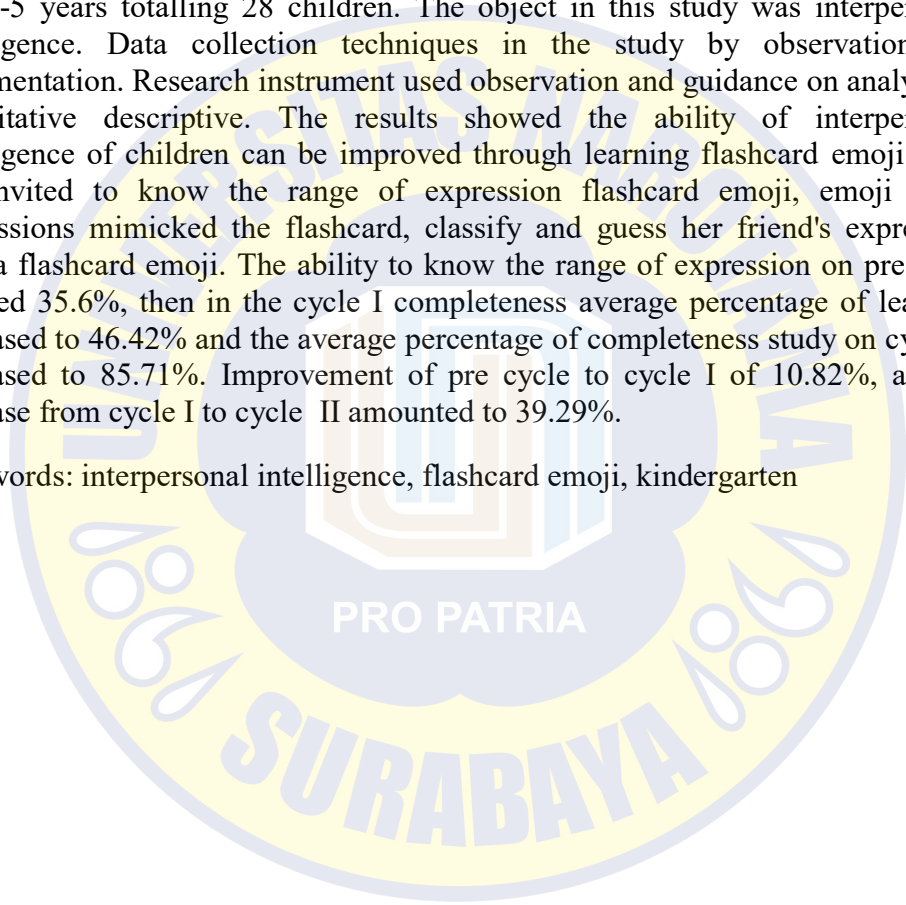 -5 years totalling 28 children. The object in this study was interpe
gence. Data collection techniques in the study by observation
mentation. Research instrument used observation and guidance on analy
itative descriptive. The results showed the ability of interpe
gence of children can be improved through learning flashcard emoji
nvited to know the range of expression flashcard emoji, emoji
ssions mimicked the flashcard, classify and guess her friend's expre
a flashcard emoji. The ability to know the range of expression on pre
ed 35.6%, then in the cycle I completeness average percentage of lea
ased to 46.42% and the average percentage of completeness study on cy
ased to 85.71%. Improvement of pre cycle to cycle I of 10.82%, a
ase from cycle I to cycle II amounted to 39.29%.
words: interpersonal intelligence, flashcard emoji, kindergarten
UNIVERSITAS NAROTAMA
PRO PATRIA
SURABAYA